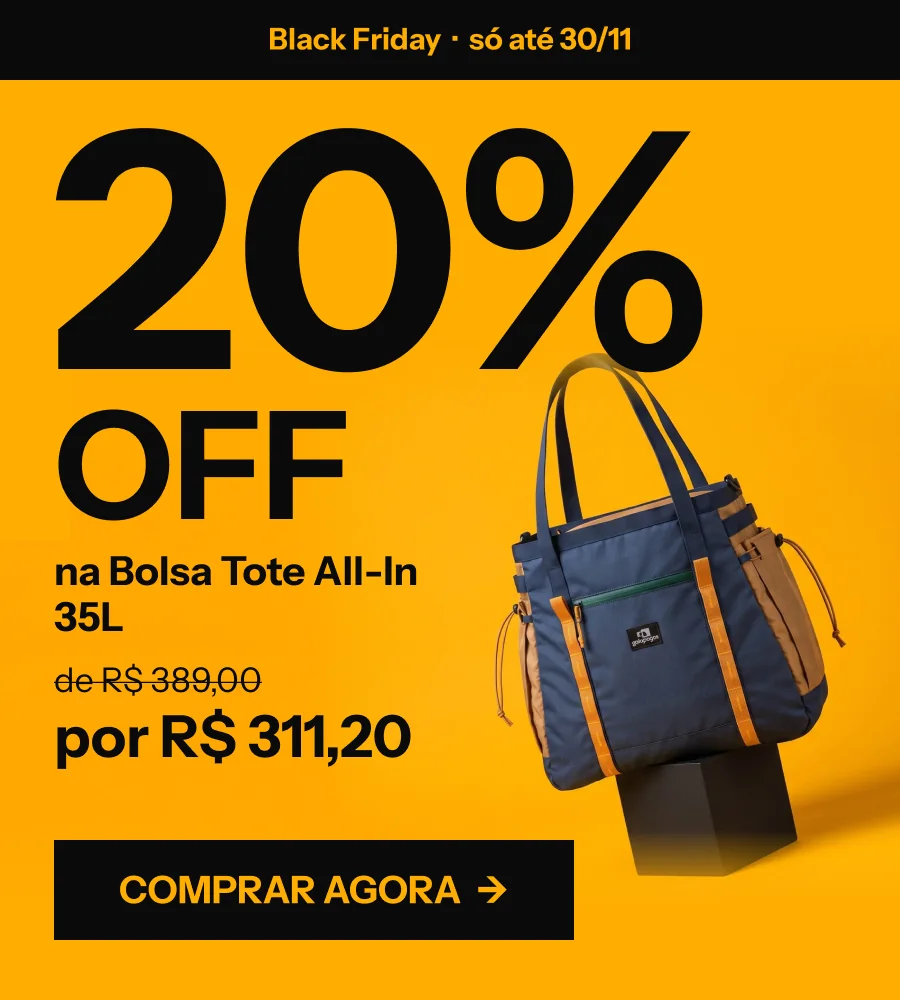 Black Friday · só até 30/11
20%
OFF
na Bolsa Tote All-In
35L
de R$ 389,00
por R$ 311,20
galapagos
COMPRAR AGORA →